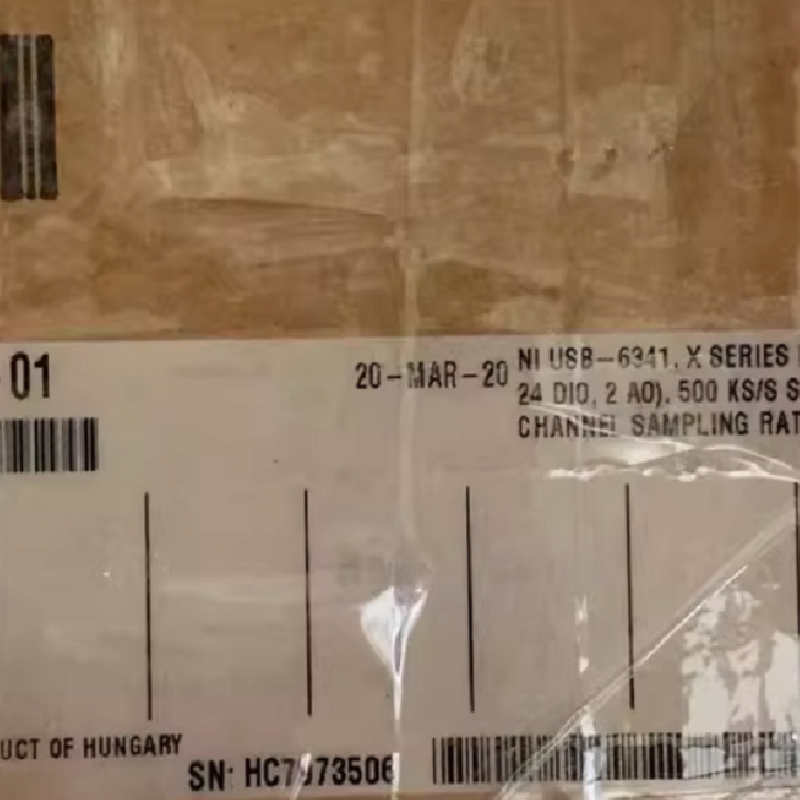 01
20-MAR-20
NI USB-6341, X SERIES
24 DIO, 2 AO), 500 KS/S S
CHANNEL SAMPLING RAT
UCT OF HUNGARY
SN: